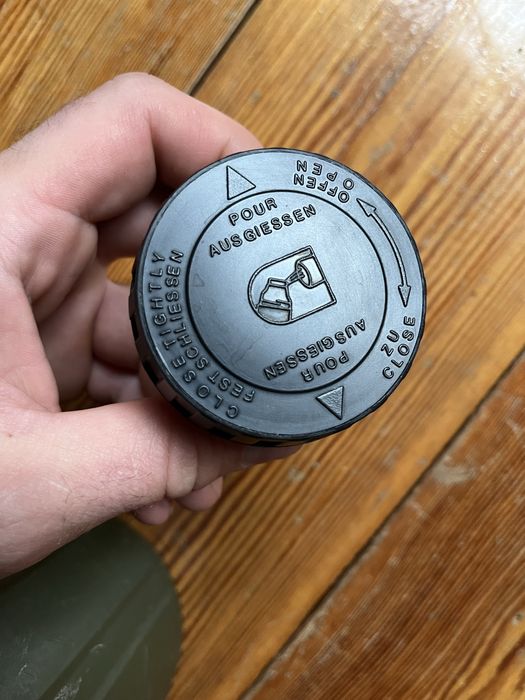 OFFEN
OPEN
ZU
CLOSE
CLOSE TIGHTLY
FEST SCHLIESSEN
POUR
AUSGIESSEN
POUR
AUSGIESSEN